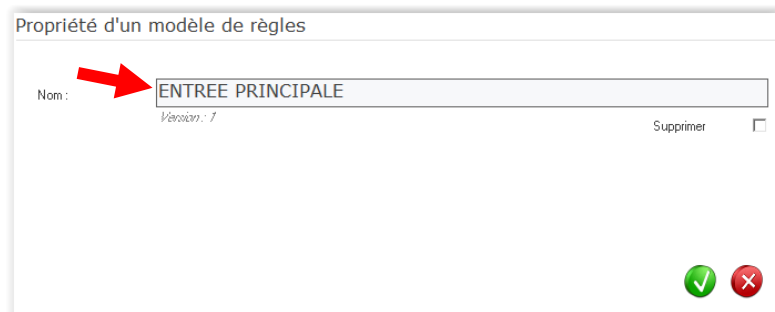 Propriété d'un modèle de règles
Nom :
ENTREE PRINCIPALE
Version : 1
Supprimer